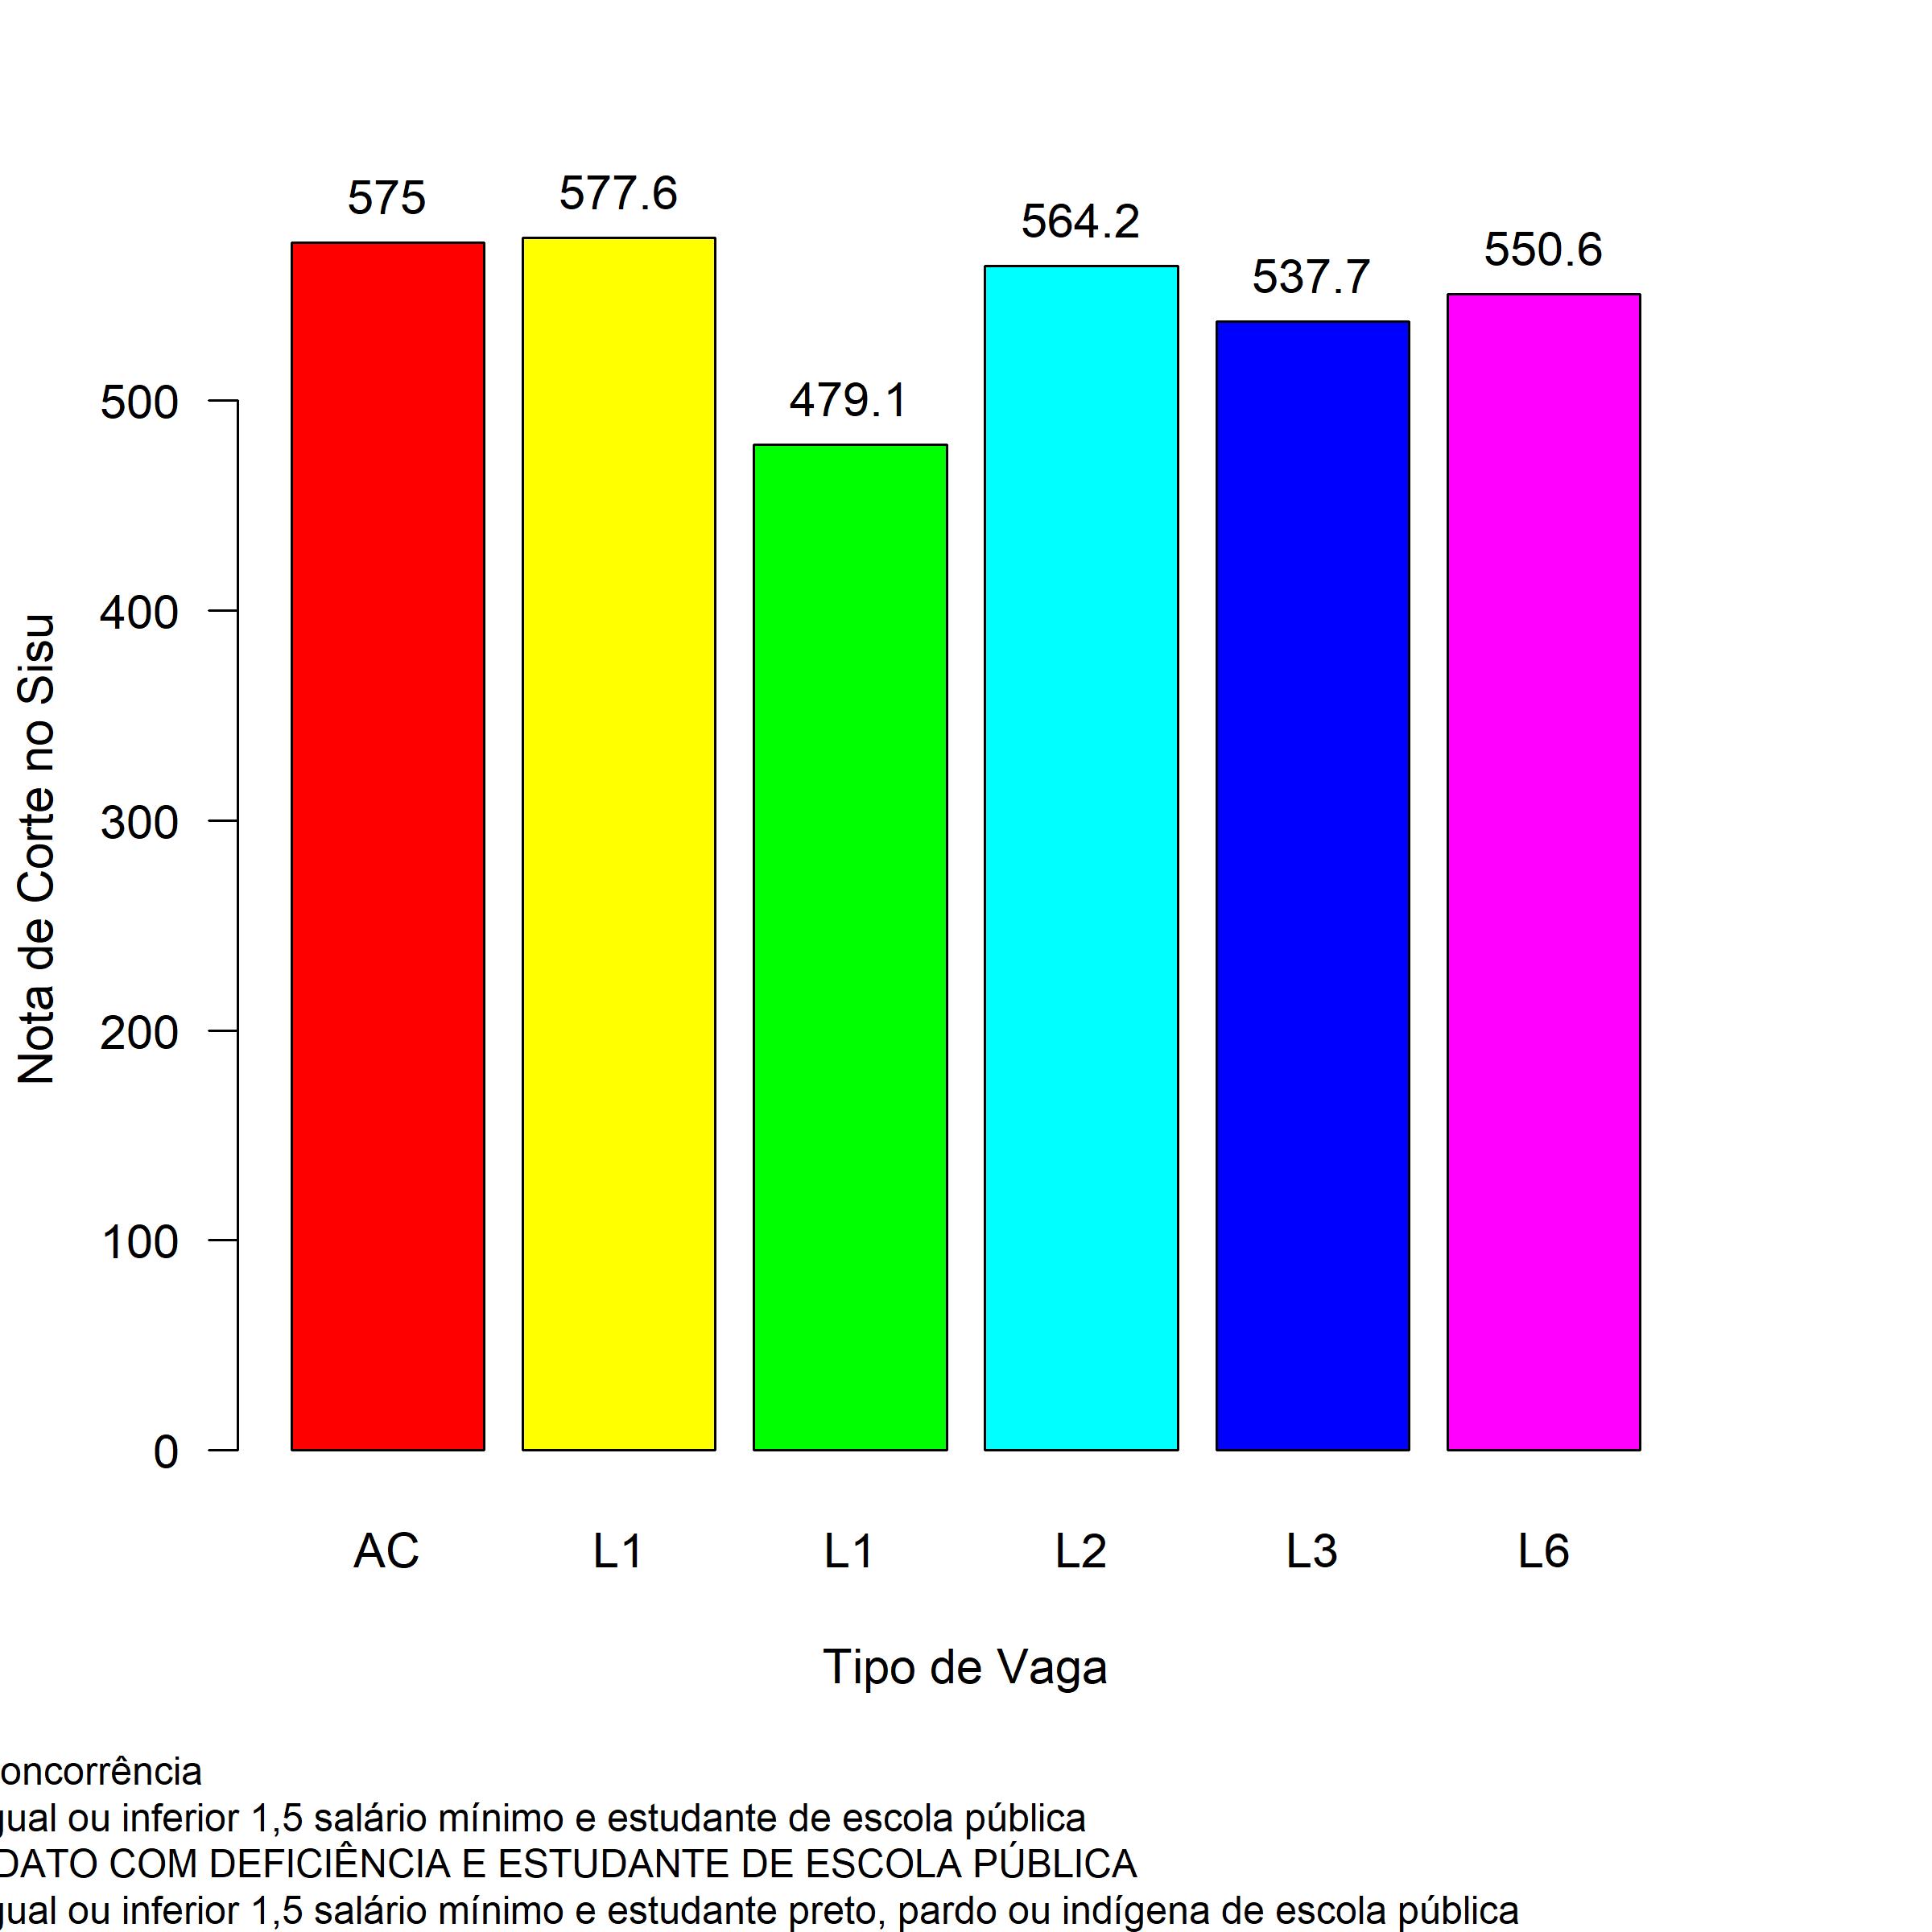 575
577.6
479.1
564.2
537.7
550.6
500
400
300
200
100
0
Nota de Corte no Sisu
AC
L1
L1
L2
L3
L6
Tipo de Vaga
oncorrência
gual ou inferior 1,5 salário mínimo e estudante de escola pública
DATO COM DEFICIÊNCIA E ESTUDANTE DE ESCOLA PÚBLICA
gual ou inferior 1,5 salário mínimo e estudante preto, pardo ou indígena de escola pública